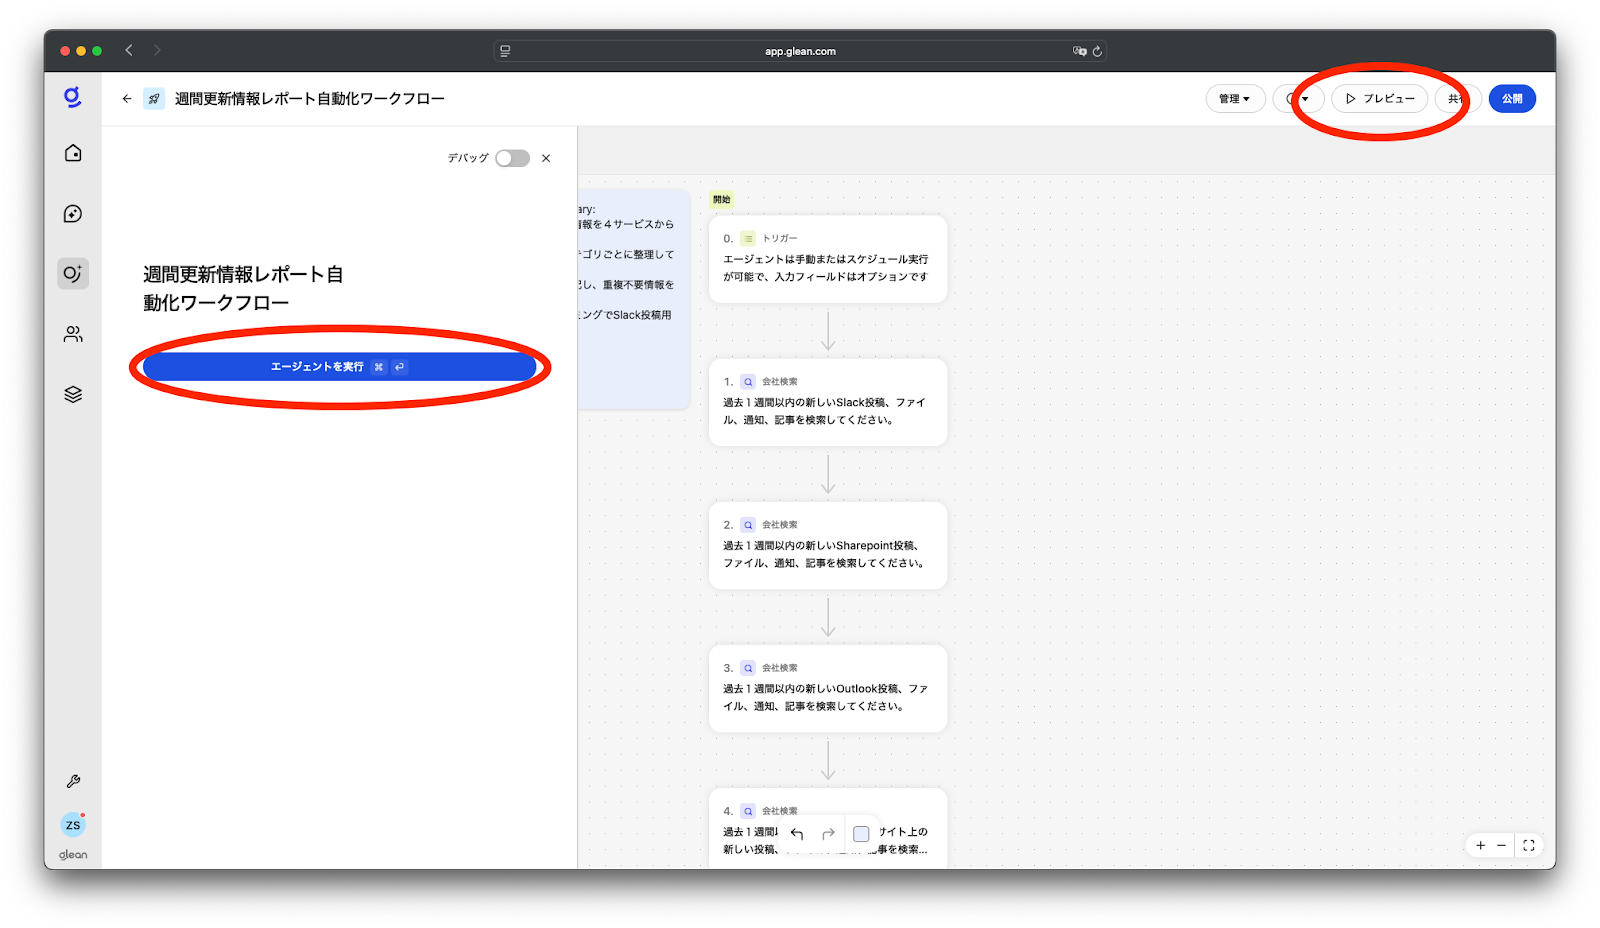 app.glean.com
週間更新情報レポート自動化ワークフロー
管理
プレビュー
公開
デバッグ
週間更新情報レポート自
動化ワークフロー
エージェントを実行 ⌘ ↩
ary:
情報を４サービスから
ゴリごとに整理して
し、重複不要情報を
ングでSlack投稿用
開始
0. トリガー
エージェントは手動またはスケジュール実行
が可能で、入力フィールドはオプションです
1. 会社検索
過去１週間以内の新しいSlack投稿、ファイ
ル、通知、記事を検索してください。
2. 会社検索
過去１週間以内の新しいSharepoint投稿、
ファイル、通知、記事を検索してください。
3. 会社検索
過去１週間以内の新しいOutlook投稿、ファ
イル、通知、記事を検索してください。
4. 会社検索
過去１週間 サイト上の
新しい投稿、 記事を検索...
ZS
glean